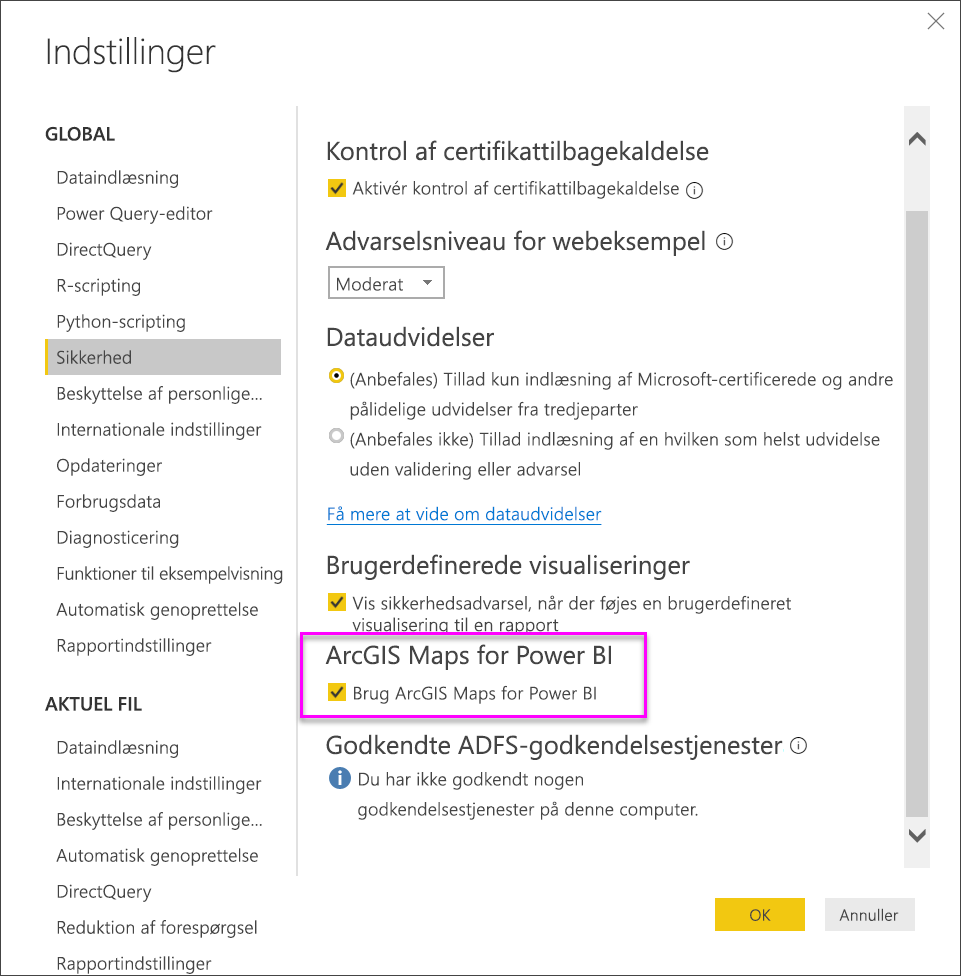 Indstillinger
GLOBAL
Dataindlæsning
Power Query-editor
DirectQuery
R-scripting
Python-scripting
Sikkerhed
Beskyttelse af personlige...
Internationale indstillinger
Opdateringer
Forbrugsdata
Diagnosticering
Funktioner til eksempelvisning
Automatisk genoprettelse
Rapportindstillinger
AKTUEL FIL
Dataindlæsning
Internationale indstillinger
Beskyttelse af personlige...
Automatisk genoprettelse
DirectQuery
Reduktion af forespørgsel
Rapportindstillinger
Kontrol af certifikattilbagekaldelse
Aktivér kontrol af certifikattilbagekaldelse
Advarselsniveau for webeksempel
Moderat
Dataudvidelser
(Anbefales) Tillad kun indlæsning af Microsoft-certificerede og andre
pålidelige udvidelser fra tredjeparter
(Anbefales ikke) Tillad indlæsning af en hvilken som helst udvidelse
uden validering eller advarsel
Få mere at vide om dataudvidelser
Brugerdefinerede visualiseringer
Vis sikkerhedsadvarsel, når der føjes en brugerdefineret
visualisering til en rapport
ArcGIS Maps for Power BI
Brug ArcGIS Maps for Power BI
Godkendte ADFS-godkendelsestjenester
Du har ikke godkendt nogen
godkendelsestjenester på denne computer.
OK
Annuller